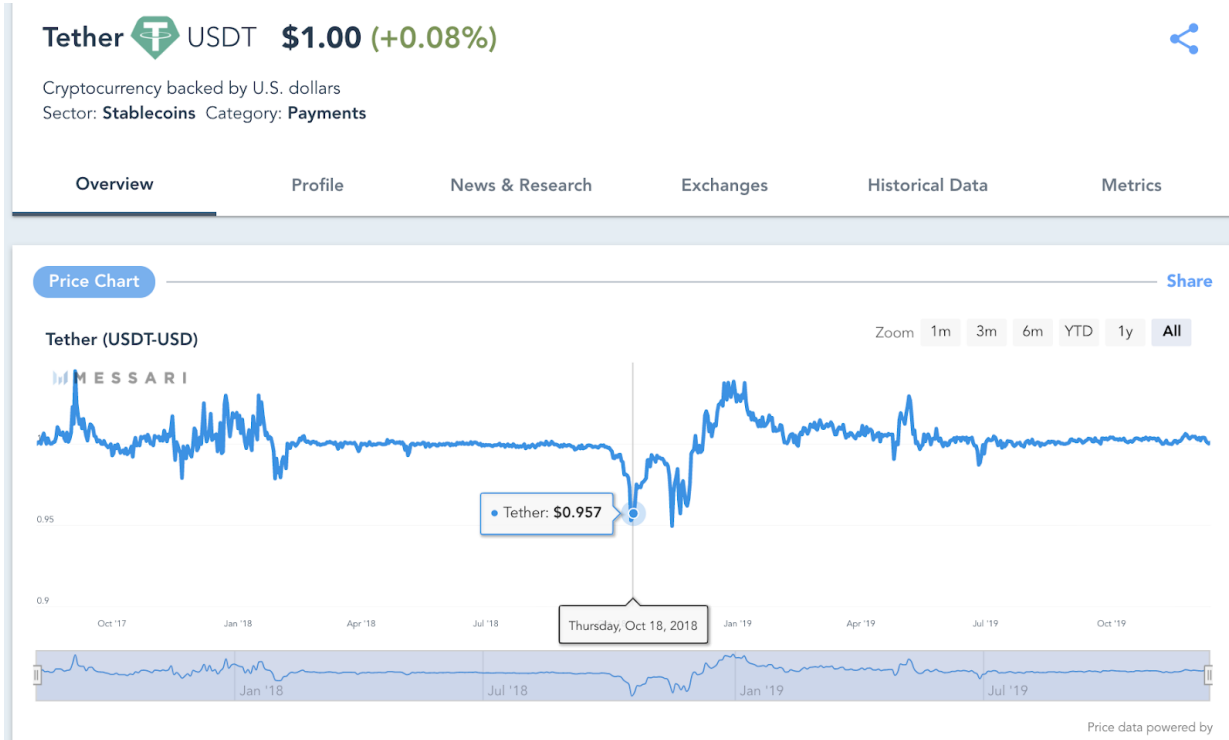 Tether USDT $1.00 (+0.08%)
Cryptocurrency backed by U.S. dollars
Sector: Stablecoins Category: Payments
Overview Profile News & Research Exchanges Historical Data Metrics
Price Chart Share
Tether (USDT-USD) Zoom 1m 3m 6m YTD 1y All
MESSARI
1
Tether: $0.957
0.95
0.9
Thursday, Oct 18, 2018
Oct '17 Jan '18 Apr '18 Jul '18 Jan '19 Apr '19 Jul '19 Oct '19
Jan '18 Jul '18 Jan '19 Jul '19
Price data powered by